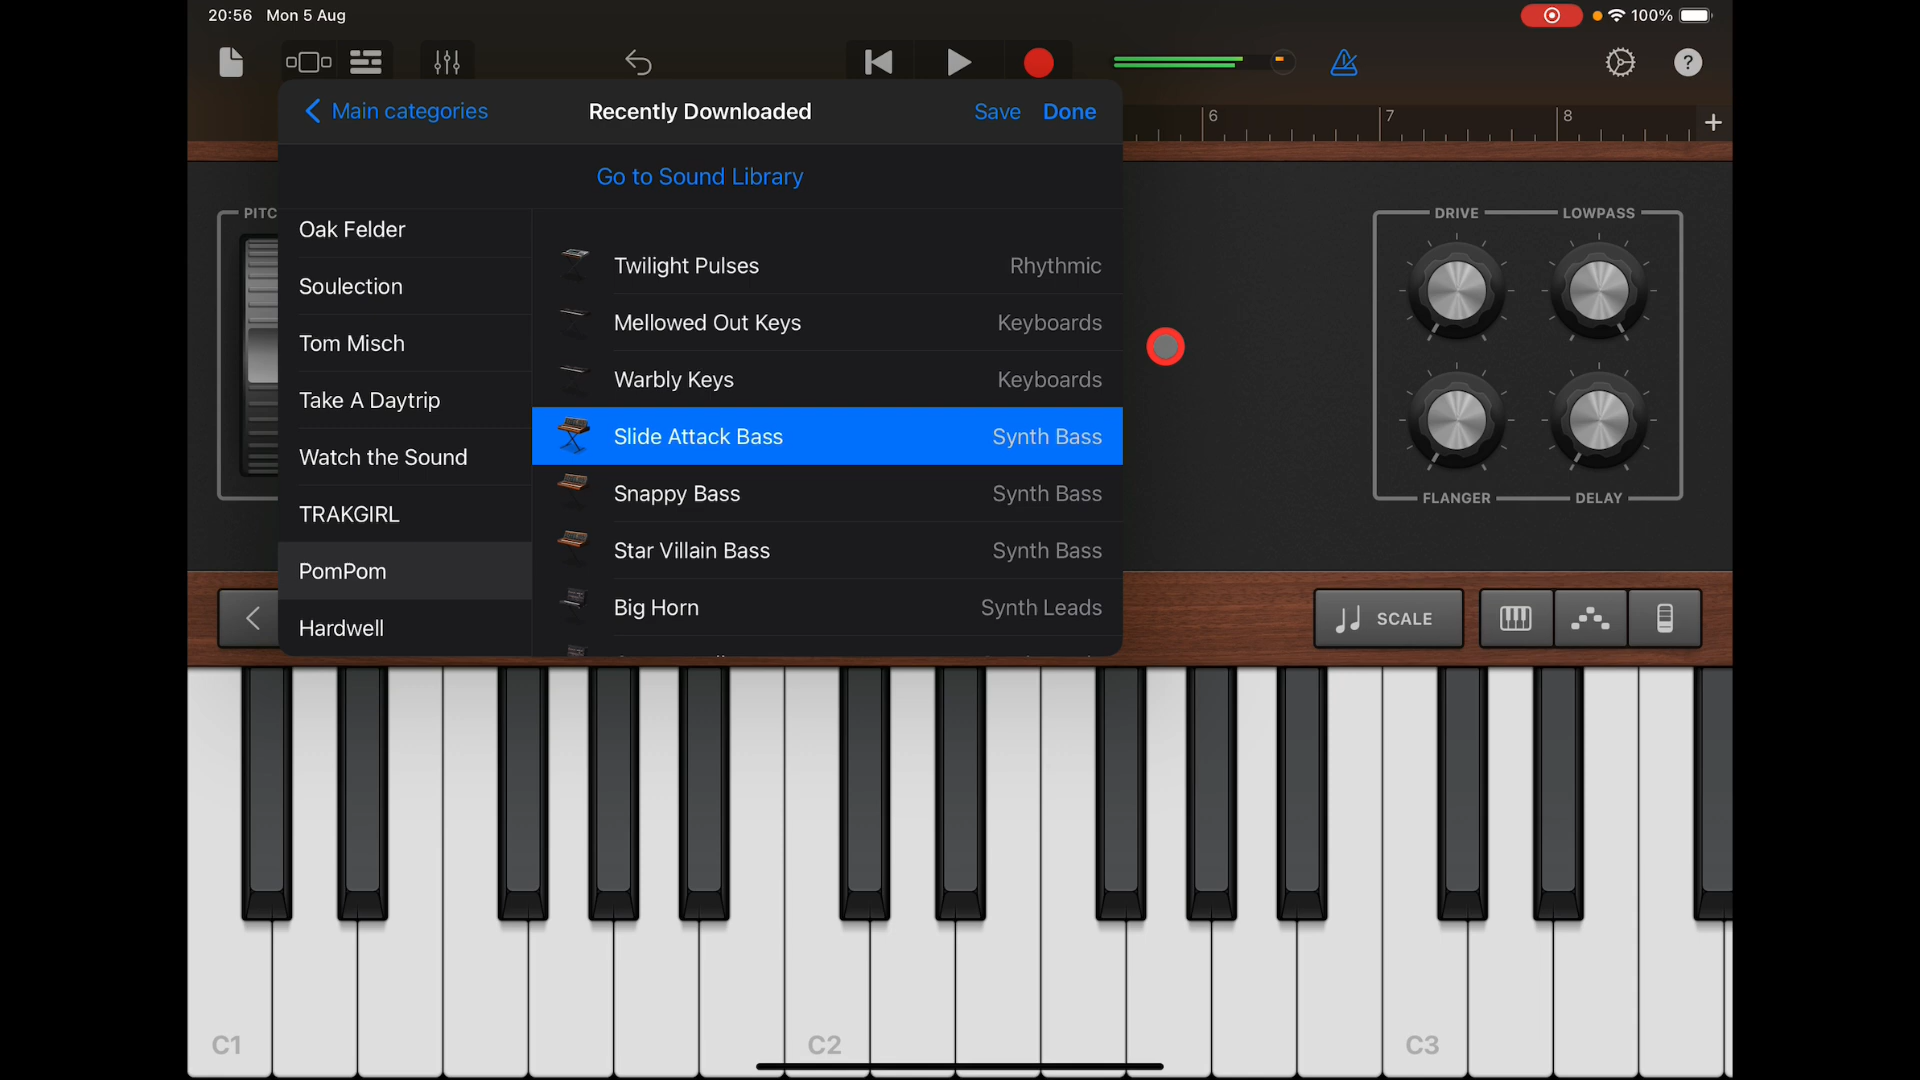 20:56 Mon 5 Aug
100%
Main categories
Recently Downloaded
Save
Done
6
7
8
Go to Sound Library
Oak Felder
Soulection
Tom Misch
Take A Daytrip
Watch the Sound
TRAKGIRL
PomPom
Hardwell
Twilight Pulses Rhythmic
Mellowed Out Keys Keyboards
Warbly Keys Keyboards
Slide Attack Bass Synth Bass
Snappy Bass Synth Bass
Star Villain Bass Synth Bass
Big Horn Synth Leads
PITC
DRIVE
LOWPASS
FLANGER
DELAY
SCALE
C1
C2
C3